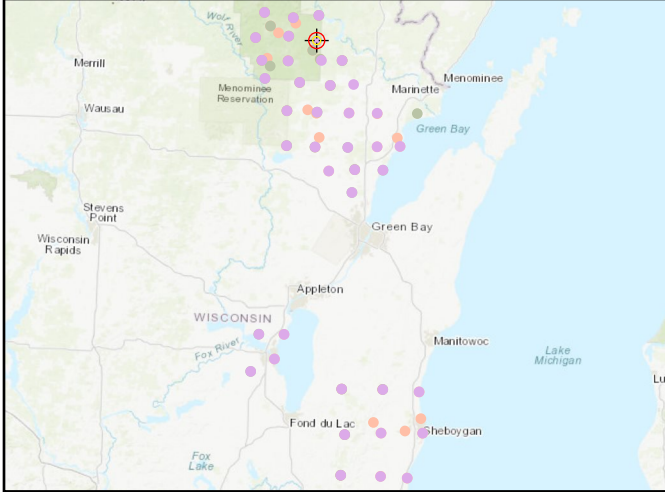 Wolf
River
Merrill
Menominee
Marinette
Menominee
Reservation
Wausau
Green Bay
Stevens
Point
Green Bay
Wisconsin
Rapids
Appleton
WISCONSIN
Manitowoc
Fox River
Lake
Michigan
Lu
Fond du Lac
Sheboygan
Fox
Lake